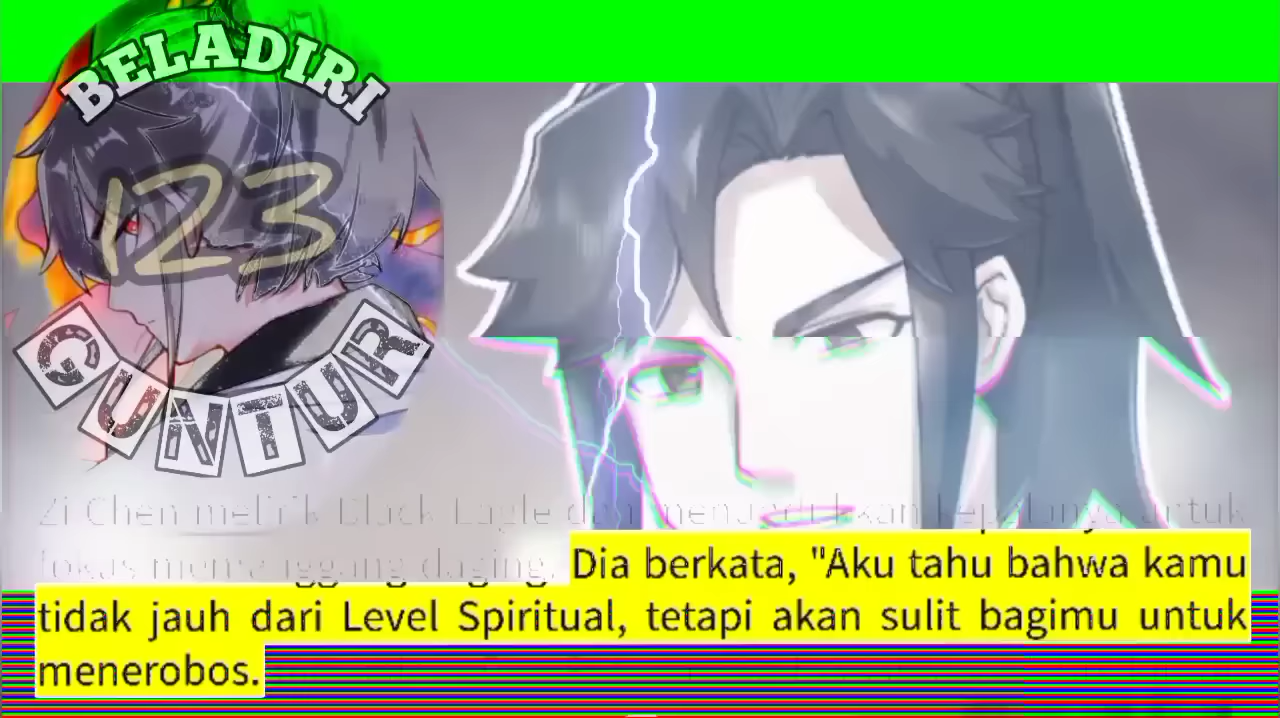 BELADIRI
123
GUNTUR
Zi Chen melirik Black Eagle dan kepalanya untuk
fokus memanggang daging. Dia berkata, "Aku tahu bahwa kamu
tidak jauh dari Level Spiritual, tetapi akan sulit bagimu untuk
menerobos.